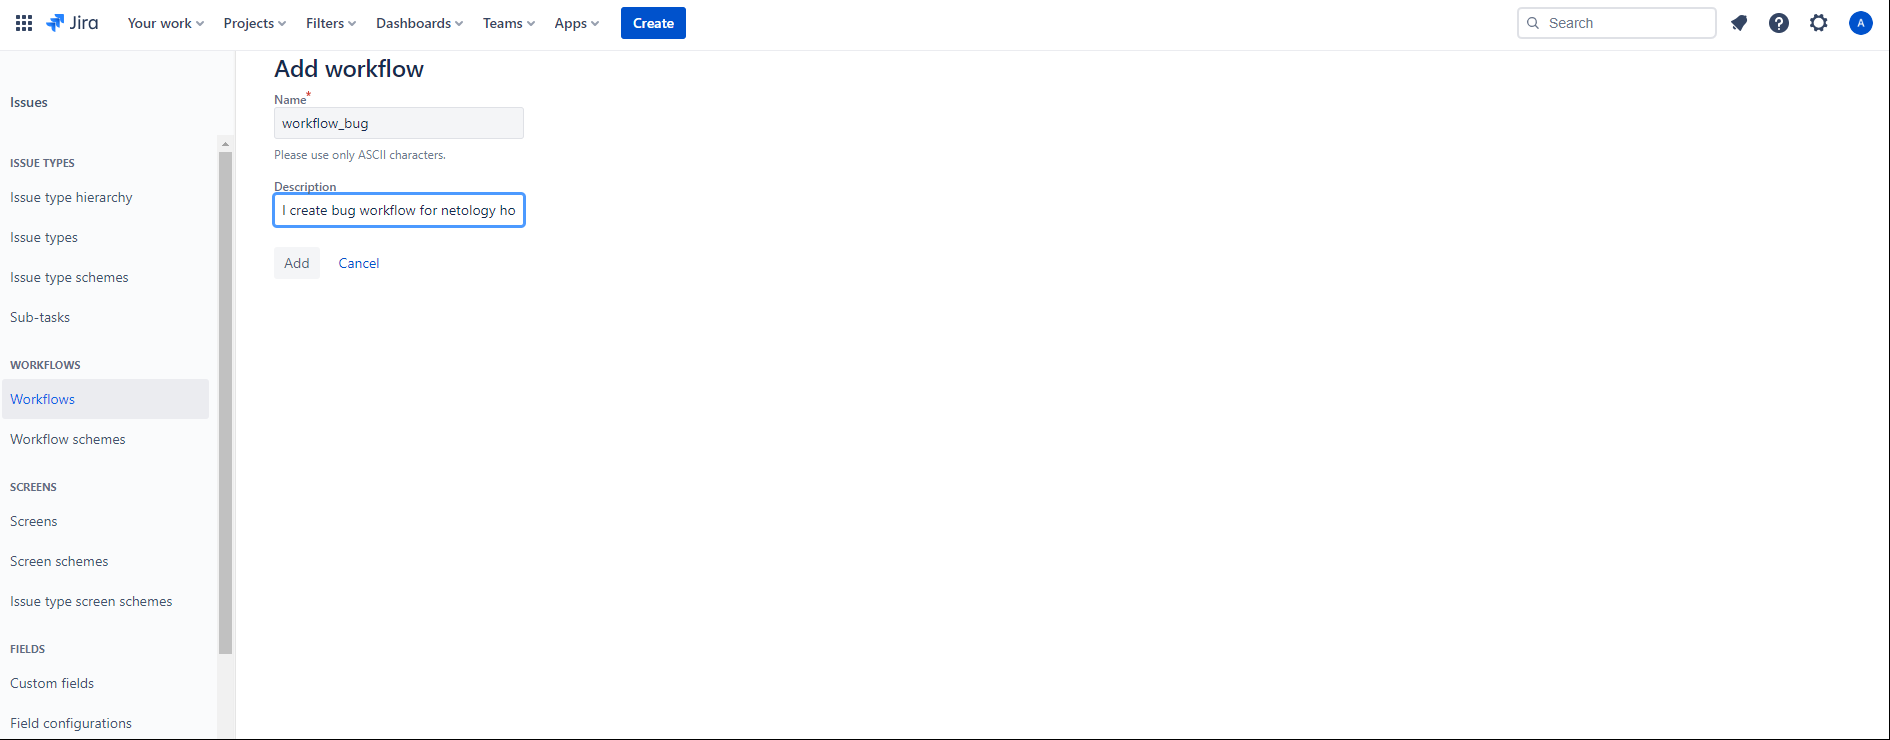 Jira Your work Projects Filters Dashboards Teams Apps Create Search A
Issues
ISSUE TYPES
Issue type hierarchy
Issue types
Issue type schemes
Sub-tasks
WORKFLOWS
Workflows
Workflow schemes
SCREENS
Screens
Screen schemes
Issue type screen schemes
FIELDS
Custom fields
Field configurations
Add workflow
Name*
workflow_bug
Please use only ASCII characters.
Description
I create bug workflow for netology ho
Add Cancel